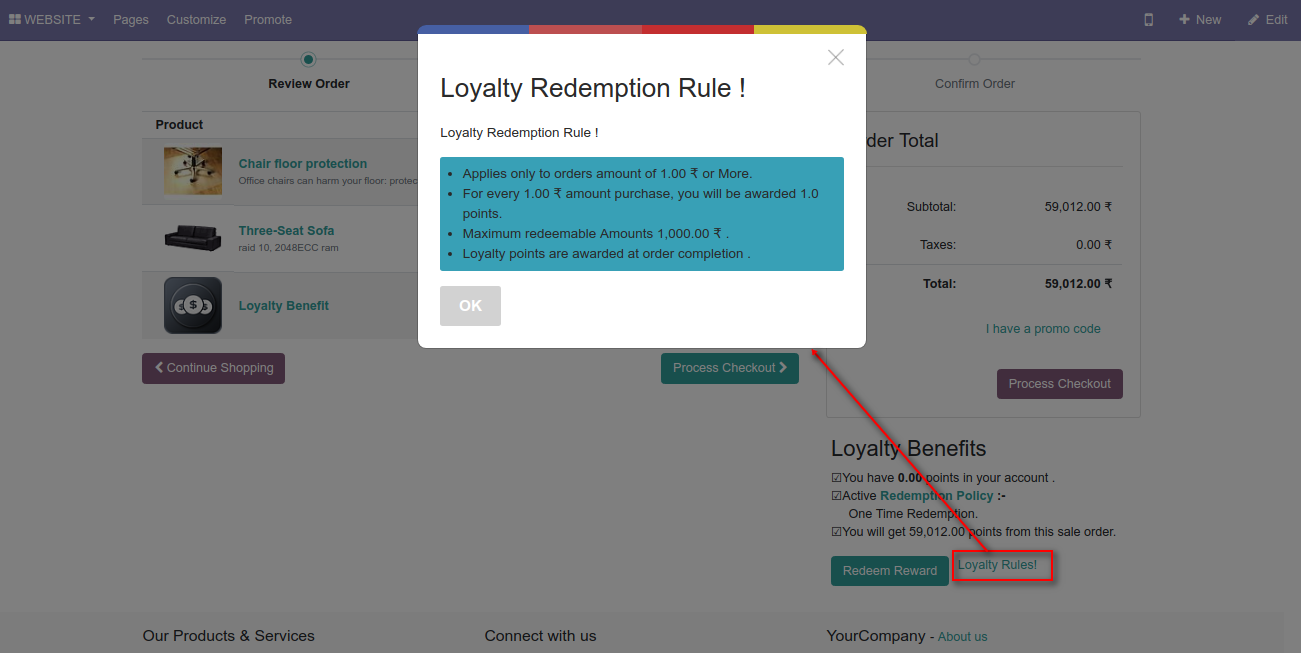 WEBSITE Pages Customize Promote New Edit
Review Order
Confirm Order
Product
Chair floor protection
Office chairs can harm your floor: protec
Three-Seat Sofa
raid 10, 2048ECC ram
$ $ $
Loyalty Benefit
Continue Shopping
Process Checkout
Loyalty Redemption Rule !
Loyalty Redemption Rule !
• Applies only to orders amount of 1.00 ₹ or More.
• For every 1.00 ₹ amount purchase, you will be awarded 1.0
points.
• Maximum redeemable Amounts 1,000.00 ₹ .
• Loyalty points are awarded at order completion .
OK
der Total
Subtotal: 59,012.00 ₹
Taxes: 0.00 ₹
Total: 59,012.00 ₹
I have a promo code
Process Checkout
Loyalty Benefits
☑You have 0.00 points in your account .
☑Active Redemption Policy :-
One Time Redemption.
☑You will get 59,012.00 points from this sale order.
Redeem Reward Loyalty Rules!
Our Products & Services Connect with us YourCompany - About us